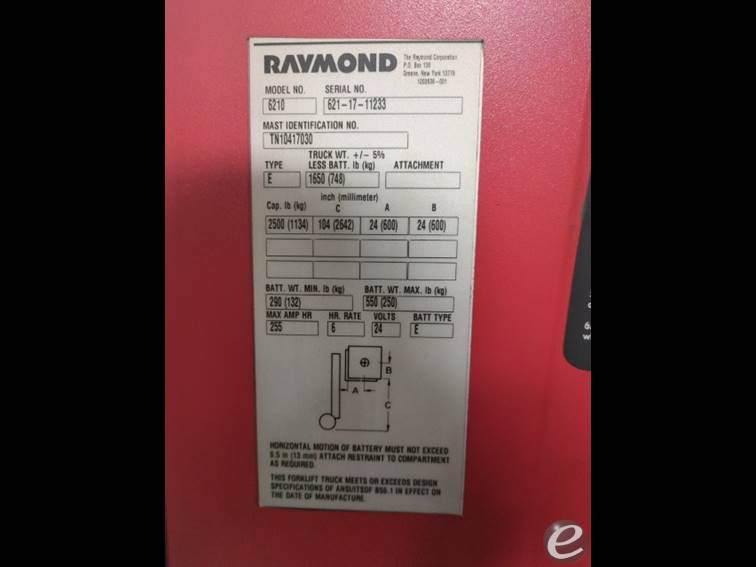 RAYMOND
The Raymond Corporation
P.O. Box 130
Greene, New York 13778
MODEL NO. SERIAL NO.
6210 621-17-11233
MAST IDENTIFICATION NO.
TN10417030
TRUCK WT. +/- 5%
TYPE LESS BATT. lb (kg) ATTACHMENT
E 1650 (748)
inch (millimeter)
Cap. lb (kg) C A B
2500 (1134) 104 (2642) 24 (600) 24 (600)
BATT. WT. MIN. lb (kg) BATT. WT. MAX. lb (kg)
290 (132) 550 (250)
MAX AMP HR HR. RATE VOLTS BATT TYPE
255 6 24 E
B
A
C
HORIZONTAL MOTION OF BATTERY MUST NOT EXCEED
0.5 in (13 mm) ATTACH RESTRAINT TO COMPARTMENT
AS REQUIRED.
THIS FORKLIFT TRUCK MEETS OR EXCEEDS DESIGN
SPECIFICATIONS OF ANSI/ITSDF B56.1 IN EFFECT ON
THE DATE OF MANUFACTURE.
e